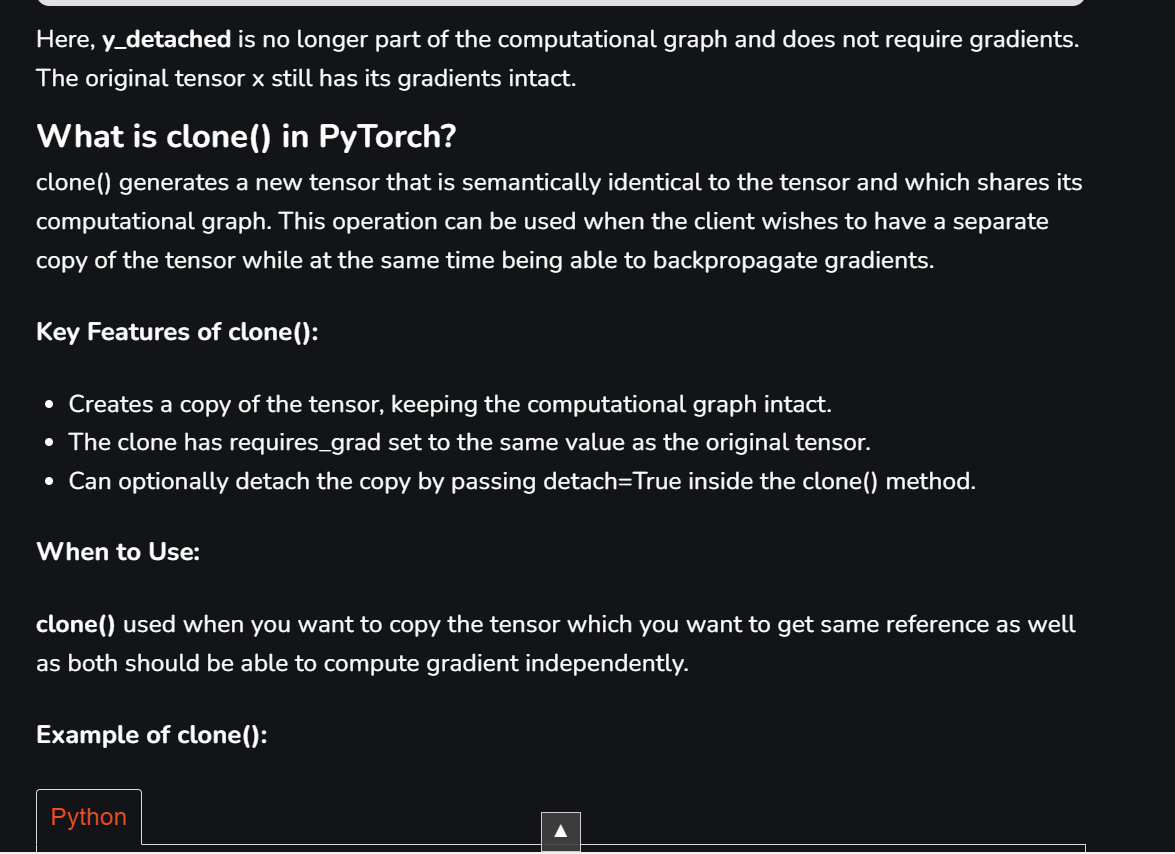 Here, y_detached is no longer part of the computational graph and does not require gradients.
The original tensor x still has its gradients intact.
What is clone() in PyTorch?
clone() generates a new tensor that is semantically identical to the tensor and which shares its
computational graph. This operation can be used when the client wishes to have a separate
copy of the tensor while at the same time being able to backpropagate gradients.
Key Features of clone():
• Creates a copy of the tensor, keeping the computational graph intact.
• The clone has requires_grad set to the same value as the original tensor.
• Can optionally detach the copy by passing detach=True inside the clone() method.
When to Use:
clone() used when you want to copy the tensor which you want to get same reference as well
as both should be able to compute gradient independently.
Example of clone():
Python
▲